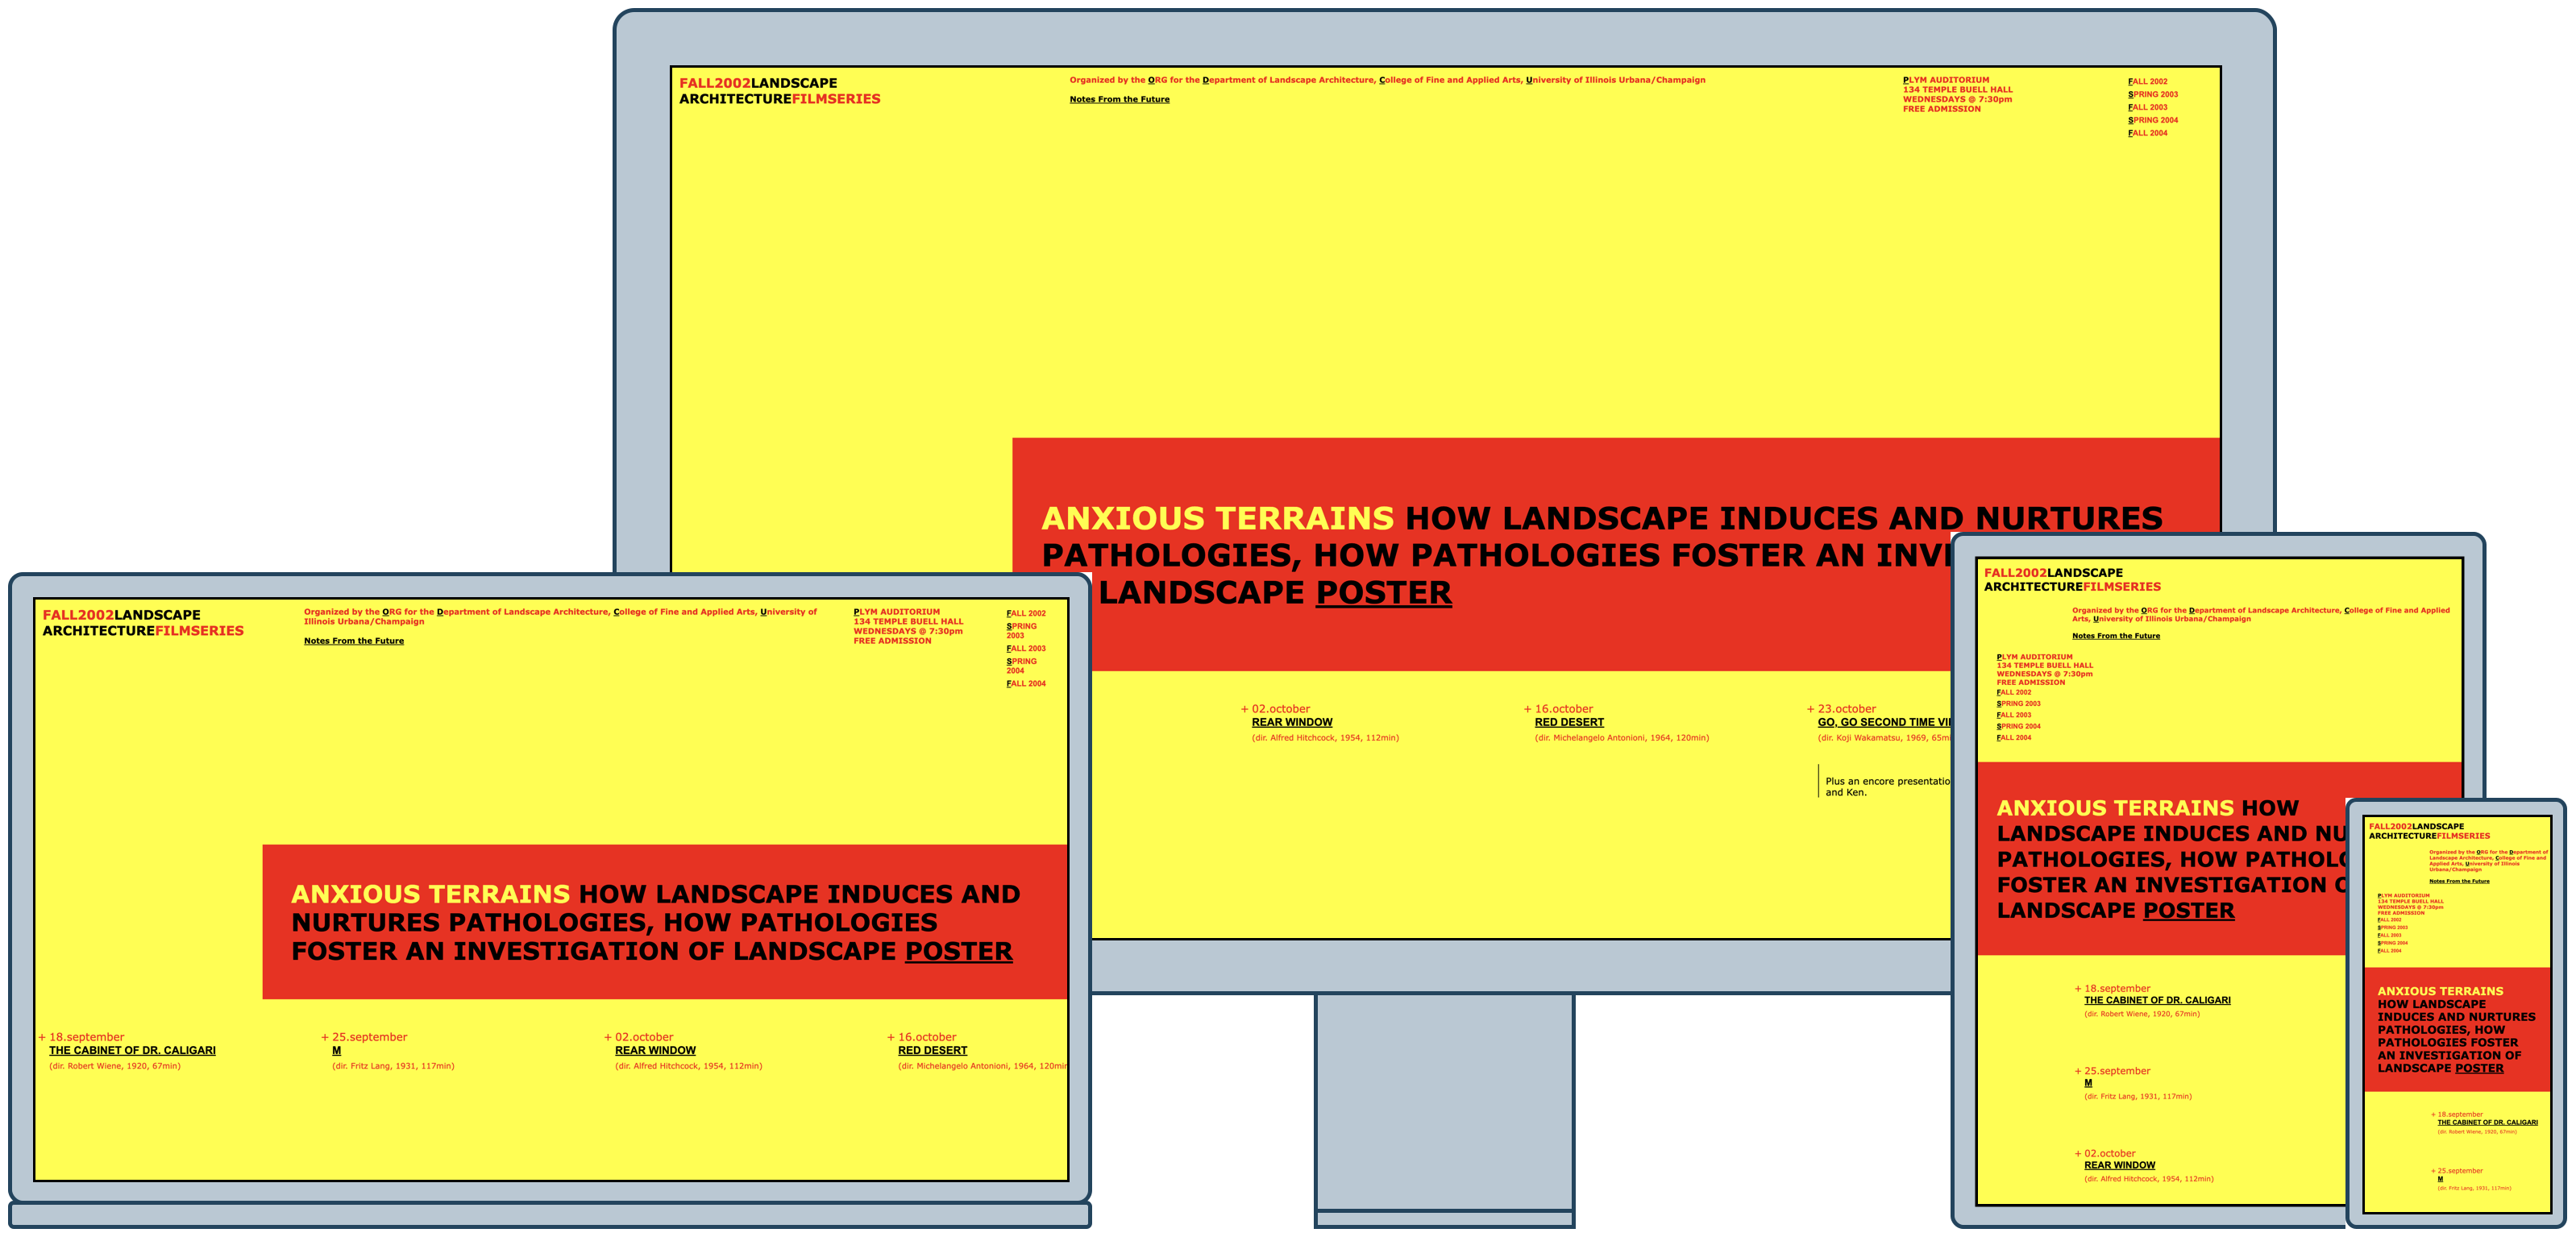 FALL2002LANDSCAPE
ARCHITECTUREFILMSERIES
Organized by the ORG for the Department of Landscape Architecture, College of Fine and Applied Arts, University of Illinois Urbana/Champaign
Notes From the Future
PLYM AUDITORIUM
134 TEMPLE BUELL HALL
WEDNESDAYS @ 7:30pm
FREE ADMISSION
FALL 2002
SPRING 2003
FALL 2003
SPRING 2004
FALL 2004
ANXIOUS TERRAINS HOW LANDSCAPE INDUCES AND NURTURES
PATHOLOGIES, HOW PATHOLOGIES FOSTER AN
LANDSCAPE POSTER
+ 02.october
REAR WINDOW
(dir. Alfred Hitchcock, 1954, 112min)
+ 16.october
RED DESERT
(dir. Michelangelo Antonioni, 1964, 120min)
+ 23.october
GO, GO SECOND TIME
(dir. Koji Wakamatsu, 1969,
Plus an encore
and Ken.
FALL2002LANDSCAPE
ARCHITECTUREFILMSERIES
Organized by the ORG for the Department of Landscape Architecture, College of Fine and Applied Arts, University of
Illinois Urbana/Champaign
Notes From the Future
PLYM AUDITORIUM
134 TEMPLE BUELL HALL
WEDNESDAYS @ 7:30pm
FREE ADMISSION
FALL 2002
SPRING
2003
FALL 2003
SPRING
2004
FALL 2004
ANXIOUS TERRAINS HOW LANDSCAPE INDUCES AND
NURTURES PATHOLOGIES, HOW PATHOLOGIES
FOSTER AN INVESTIGATION OF LANDSCAPE POSTER
+ 18.september
THE CABINET OF DR. CALIGARI
(dir. Robert Wiene, 1920, 67min)
+ 25.september
M
(dir. Fritz Lang, 1931, 117min)
+ 02.october
REAR WINDOW
(dir. Alfred Hitchcock, 1954, 112min)
+ 16.october
RED DESERT
(dir. Michelangelo Antonioni, 1964, 120min
FALL2002LANDSCAPE
ARCHITECTUREFILMSERIES
Organized by the ORG for the Department of Landscape Architecture, College of Fine and Applied
Arts, University of Illinois Urbana/Champaign
Notes From the Future
PLYM AUDITORIUM
134 TEMPLE BUELL HALL
WEDNESDAYS @ 7:30pm
FREE ADMISSION
FALL 2002
SPRING 2003
FALL 2003
SPRING 2004
FALL 2004
ANXIOUS TERRAINS HOW
LANDSCAPE INDUCES AND
PATHOLOGIES, HOW
FOSTER AN INVESTIGATION
LANDSCAPE POSTER
+ 18.september
THE CABINET OF DR. CALIGARI
(dir. Robert Wiene, 1920, 67min)
+ 25.september
M
(dir. Fritz Lang, 1931, 117min)
+ 02.october
REAR WINDOW
(dir. Alfred Hitchcock, 1954, 112min)
FALL2002LANDSCAPE
ARCHITECTUREFILMSERIES
Organized by the ORG for the Department of
Landscape Architecture, College of Fine and
Applied Arts, University of Illinois
Urbana/Champaign
Notes From the Future
PLYM AUDITORIUM
134 TEMPLE BUELL HALL
WEDNESDAYS @ 7:30pm
FREE ADMISSION
FALL 2002
SPRING 2003
FALL 2003
SPRING 2004
FALL 2004
ANXIOUS TERRAINS
HOW LANDSCAPE
INDUCES AND NURTURES
PATHOLOGIES, HOW
PATHOLOGIES FOSTER
AN INVESTIGATION OF
LANDSCAPE POSTER
+ 18.september
THE CABINET OF DR. CALIGARI
(dir. Robert Wiene, 1920, 67min)
+ 25.september
M
(dir. Fritz Lang, 1931, 117min)